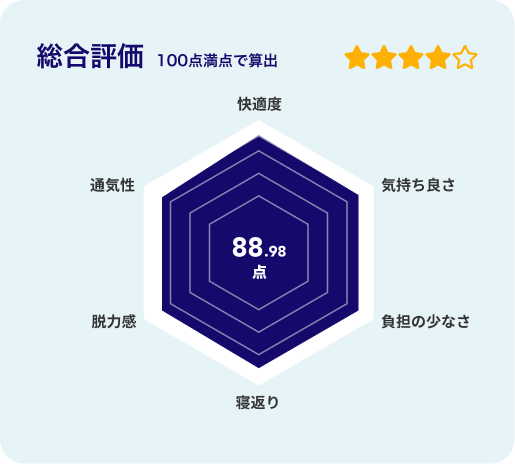 総合評価 100点満点で算出
快適度
通気性 気持ち良さ
88.98
点
脱力感 負担の少なさ
寝返り